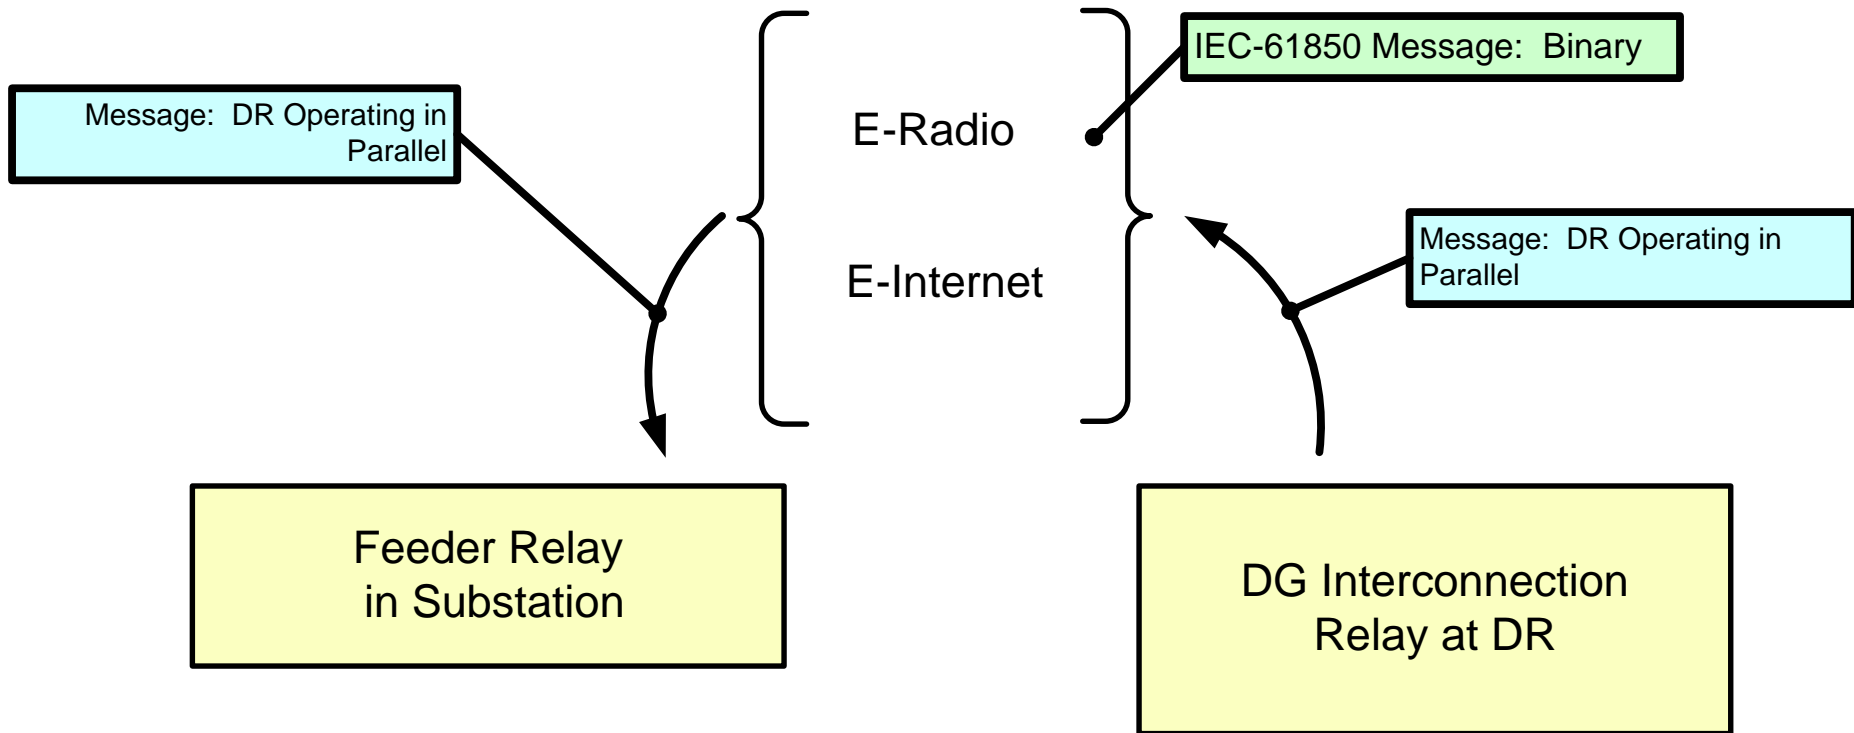 IEC-61850 Message:  Binary
Message:  DR Operating in
Parallel
E-Radio
Message:  DR Operating in
Parallel
E-Internet
Feeder Relay
in Substation
DG Interconnection
Relay at DR